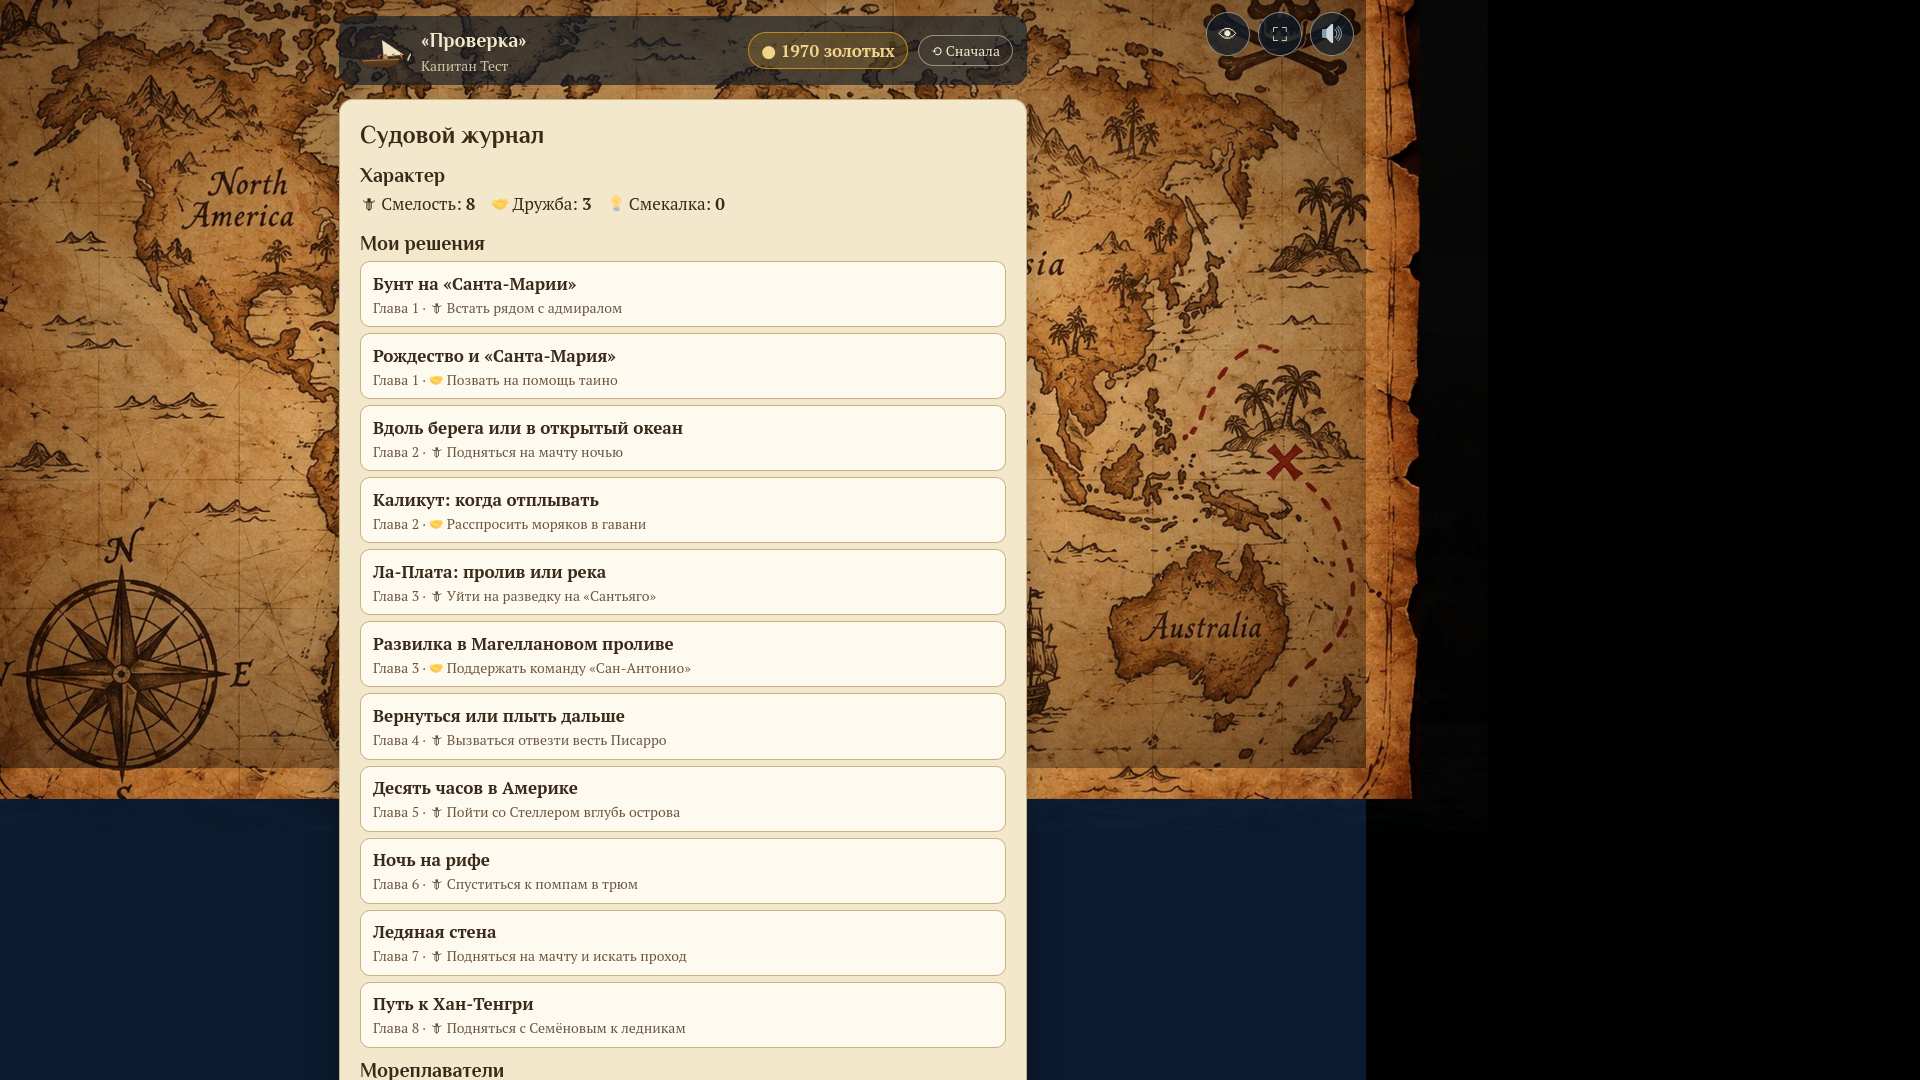 «Проверка»
Капитан Тест
1970 золотых
⟲ Сначала
Судовой журнал
Характер
Смелость: 8 Дружба: 3 Смекалка: 0
Мои решения
Бунт на «Санта-Марии»
Глава 1 · Встать рядом с адмиралом
Рождество и «Санта-Мария»
Глава 1 · Позвать на помощь таино
Вдоль берега или в открытый океан
Глава 2 · Подняться на мачту ночью
Каликут: когда отплывать
Глава 2 · Расспросить моряков в гавани
Ла-Плата: пролив или река
Глава 3 · Уйти на разведку на «Сантьяго»
Развилка в Магеллановом проливе
Глава 3 · Поддержать команду «Сан-Антонио»
Вернуться или плыть дальше
Глава 4 · Вызваться отвезти весть Писарро
Десять часов в Америке
Глава 5 · Пойти со Стеллером вглубь острова
Ночь на рифе
Глава 6 · Спуститься к помпам в трюм
Ледяная стена
Глава 7 · Подняться на мачту и искать проход
Путь к Хан-Тенгри
Глава 8 · Подняться с Семёновым к ледникам
Мореплаватели
North
America
sia
Australia
N
E
S